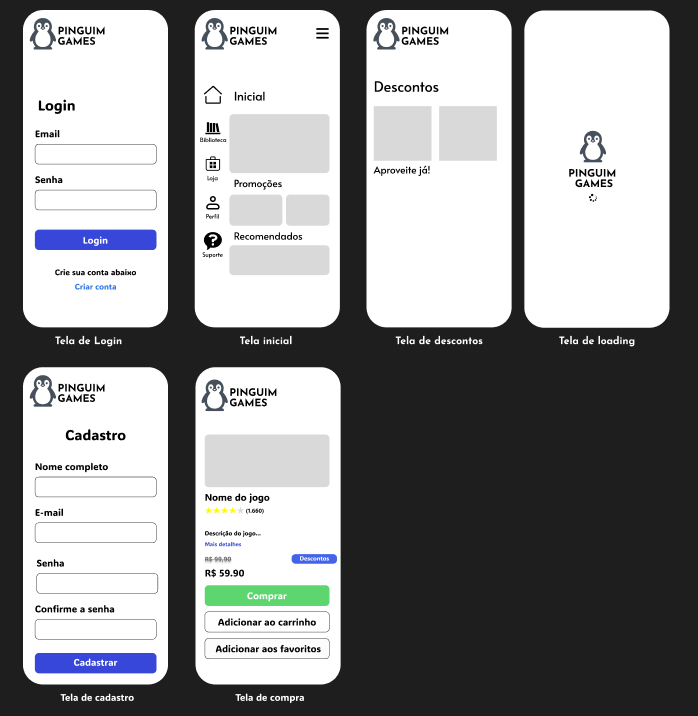 PINGUIM
GAMES
Login
Email
Senha
Login
Crie sua conta abaixo
Criar conta
Tela de Login
PINGUIM
GAMES
Inicial
Biblioteca
Loja
Promoções
Perfil
Recomendados
Suporte
Tela inicial
PINGUIM
GAMES
Descontos
Aproveite já!
Tela de descontos
PINGUIM
GAMES
Tela de loading
PINGUIM
GAMES
Cadastro
Nome completo
E-mail
Senha
Confirme a senha
Cadastrar
Tela de cadastro
PINGUIM
GAMES
Nome do jogo
(1.660)
Descrição do jogo...
Mais detalhes
R$ 99,90
Descontos
R$ 59.90
Comprar
Adicionar ao carrinho
Adicionar aos favoritos
Tela de compra